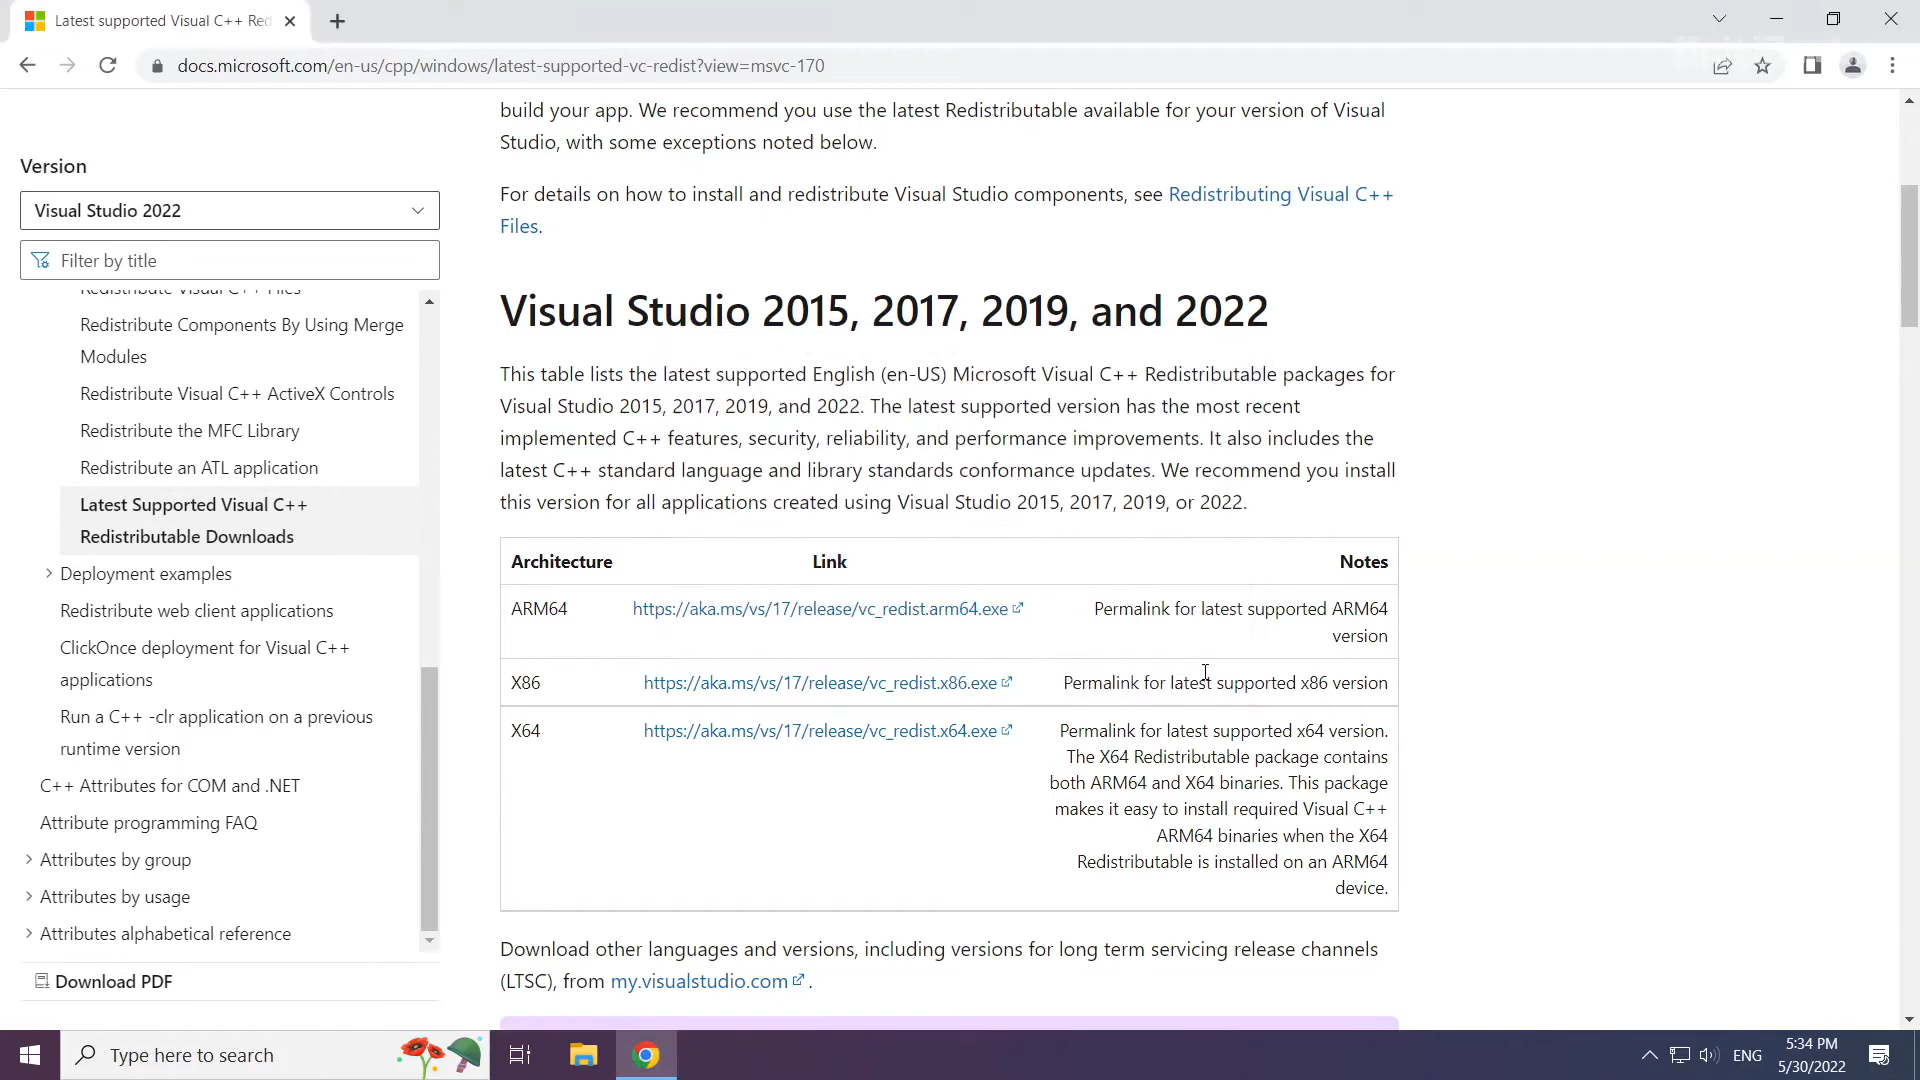 Latest supported Visual C++ Red
docs.microsoft.com/en-us/cpp/windows/latest-supported-vc-redist?view=msvc-170
Version
Visual Studio 2022
Filter by title
Redistribute Visual C++ Files
Redistribute Components By Using Merge
Modules
Redistribute Visual C++ ActiveX Controls
Redistribute the MFC Library
Redistribute an ATL application
Latest Supported Visual C++
Redistributable Downloads
Deployment examples
Redistribute web client applications
ClickOnce deployment for Visual C++
applications
Run a C++ -clr application on a previous
runtime version
C++ Attributes for COM and .NET
Attribute programming FAQ
Attributes by group
Attributes by usage
Attributes alphabetical reference
Download PDF
build your app. We recommend you use the latest Redistributable available for your version of Visual
Studio, with some exceptions noted below.
For details on how to install and redistribute Visual Studio components, see Redistributing Visual C++
Files.
Visual Studio 2015, 2017, 2019, and 2022
This table lists the latest supported English (en-US) Microsoft Visual C++ Redistributable packages for
Visual Studio 2015, 2017, 2019, and 2022. The latest supported version has the most recent
implemented C++ features, security, reliability, and performance improvements. It also includes the
latest C++ standard language and library standards conformance updates. We recommend you install
this version for all applications created using Visual Studio 2015, 2017, 2019, or 2022.
Architecture Link Notes
ARM64 https://aka.ms/vs/17/release/vc_redist.arm64.exe Permalink for latest supported ARM64
version
X86 https://aka.ms/vs/17/release/vc_redist.x86.exe Permalink for latest supported x86 version
X64 https://aka.ms/vs/17/release/vc_redist.x64.exe Permalink for latest supported x64 version.
The X64 Redistributable package contains
both ARM64 and X64 binaries. This package
makes it easy to install required Visual C++
ARM64 binaries when the X64
Redistributable is installed on an ARM64
device.
Download other languages and versions, including versions for long term servicing release channels
(LTSC), from my.visualstudio.com .
Type here to search
ENG
5:34 PM
5/30/2022